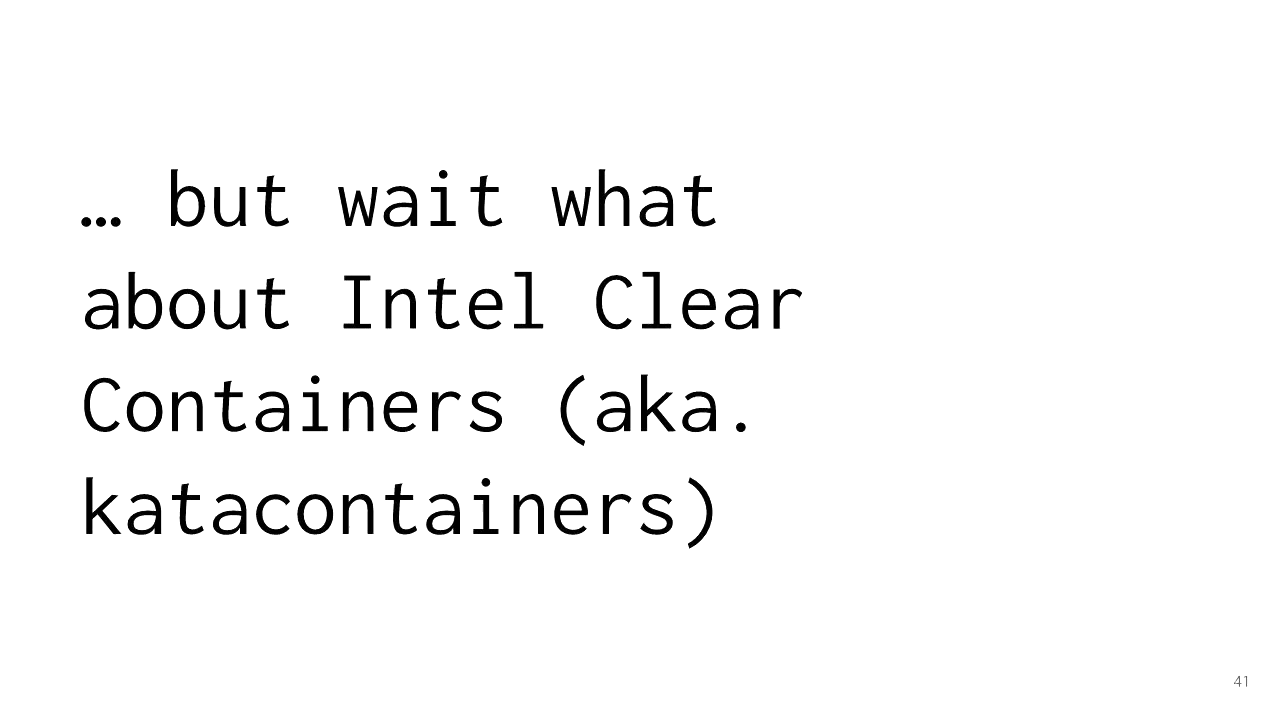 … but wait what
about Intel Clear
Containers (aka.
katacontainers)
41